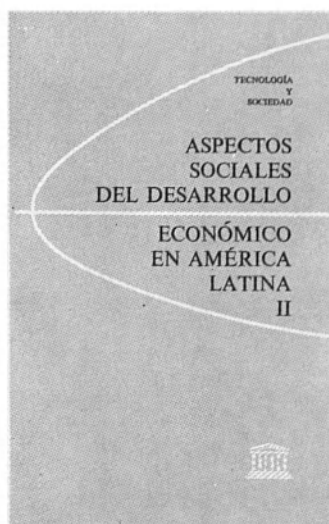 TECNOLOGÍA
Y
SOCIEDAD
ASPECTOS
SOCIALES
DEL DESARROLLO
ECONÓMICO
EN AMÉRICA
LATINA
II